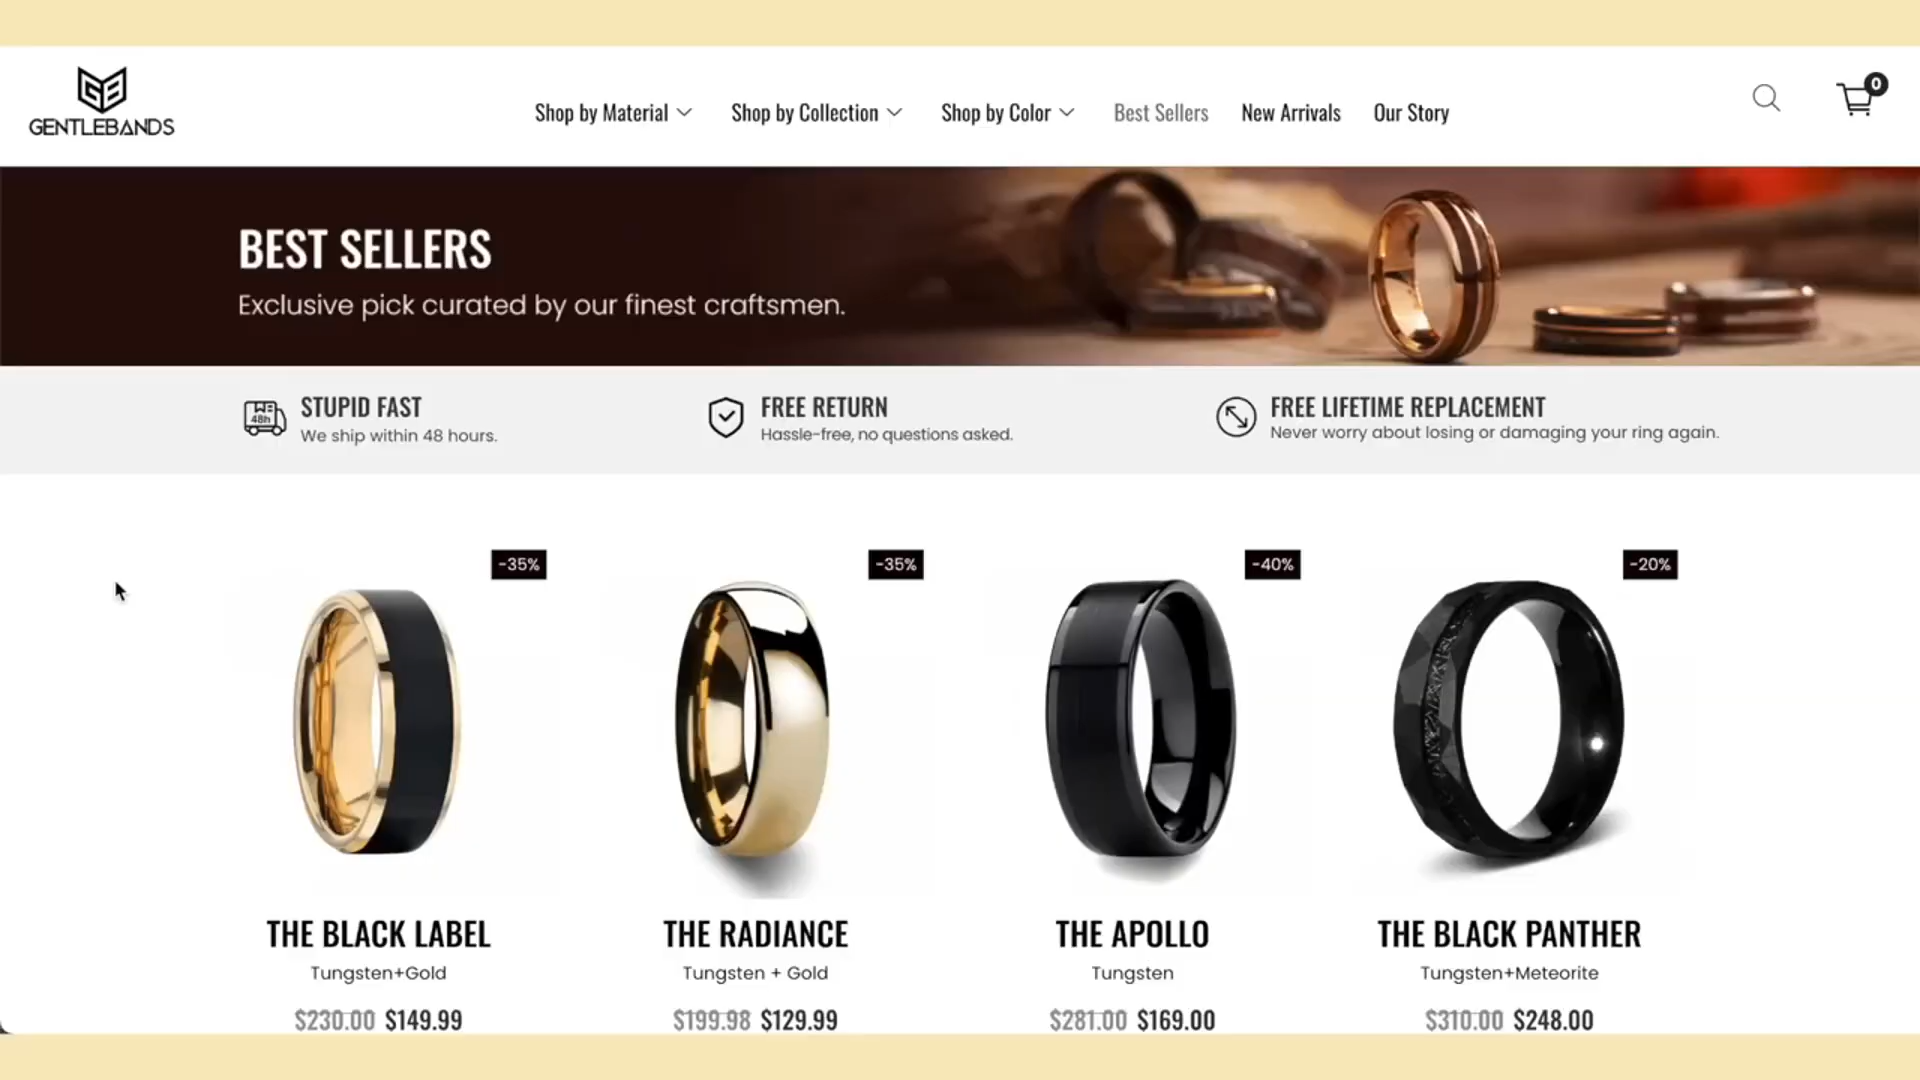 GENTLEBANDS
Shop by Material
Shop by Collection
Shop by Color
Best Sellers
New Arrivals
Our Story
0
BEST SELLERS
Exclusive pick curated by our finest craftsmen.
48h
STUPID FAST
We ship within 48 hours.
FREE RETURN
Hassle-free, no questions asked.
FREE LIFETIME REPLACEMENT
Never worry about losing or damaging your ring again.
-35%
-35%
-40%
-20%
THE BLACK LABEL
Tungsten+Gold
$230.00 $149.99
THE RADIANCE
Tungsten + Gold
$199.98 $129.99
THE APOLLO
Tungsten
$281.00 $169.00
THE BLACK PANTHER
Tungsten+Meteorite
$310.00 $248.00